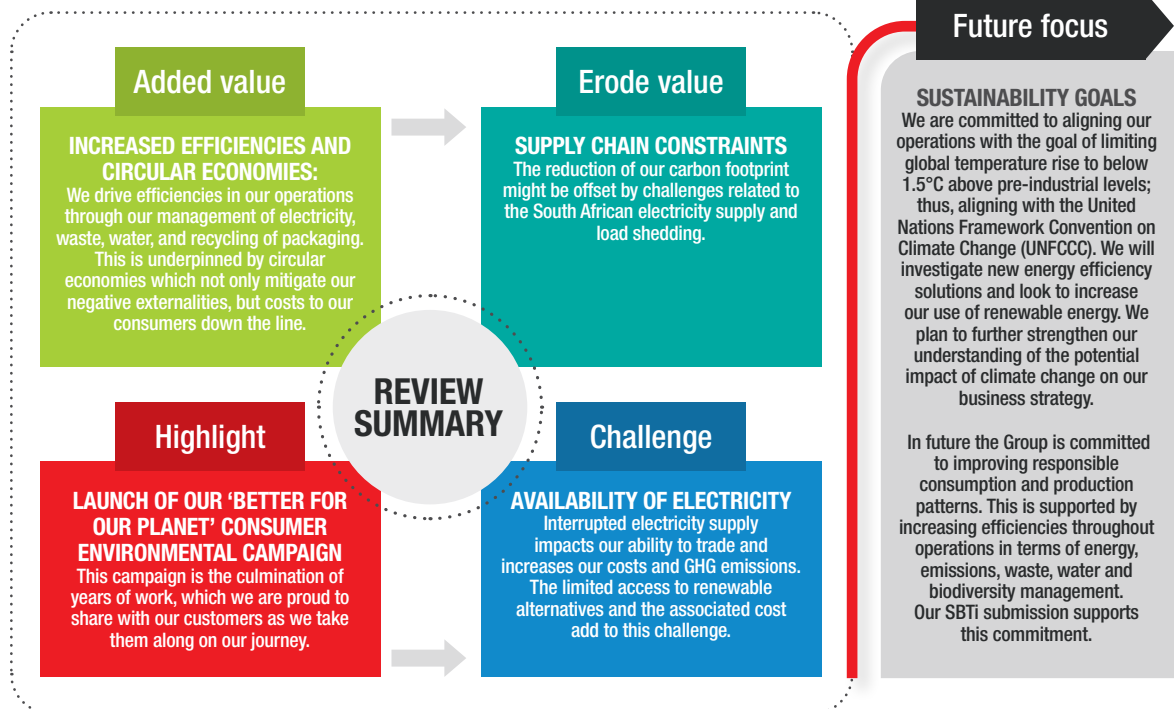 Added value
INCREASED EFFICIENCIES AND
CIRCULAR ECONOMIES:
We drive efficiencies in our operations
through our management of electricity,
waste, water, and recycling of packaging.
This is underpinned by circular
economies which not only mitigate our
negative externalities, but costs to our
consumers down the line.
Erode value
SUPPLY CHAIN CONSTRAINTS
The reduction of our carbon footprint
might be offset by challenges related to
the South African electricity supply and
load shedding.
REVIEW
SUMMARY
Highlight
LAUNCH OF OUR ‘BETTER FOR
OUR PLANET’ CONSUMER
ENVIRONMENTAL CAMPAIGN
This campaign is the culmination of
years of work, which we are proud to
share with our customers as we take
them along on our journey.
Challenge
AVAILABILITY OF ELECTRICITY
Interrupted electricity supply
impacts our ability to trade and
increases our costs and GHG emissions.
The limited access to renewable
alternatives and the associated cost
add to this challenge.
Future focus
SUSTAINABILITY GOALS
We are committed to aligning our
operations with the goal of limiting
global temperature rise to below
1.5°C above pre-industrial levels;
thus, aligning with the United
Nations Framework Convention on
Climate Change (UNFCCC). We will
investigate new energy efficiency
solutions and look to increase
our use of renewable energy. We
plan to further strengthen our
understanding of the potential
impact of climate change on our
business strategy.
In future the Group is committed
to improving responsible
consumption and production
patterns. This is supported by
increasing efficiencies throughout
operations in terms of energy,
emissions, waste, water and
biodiversity management.
Our SBTi submission supports
this commitment.